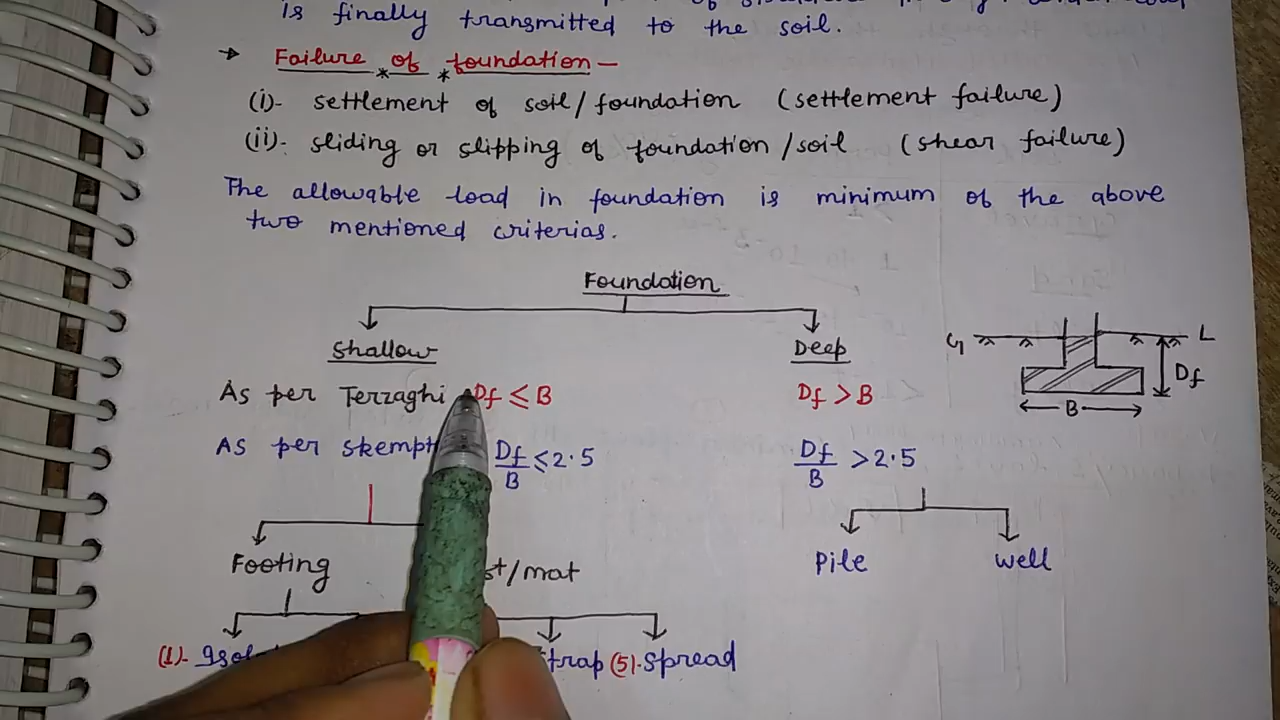 is finally transmitted to the soil.
→ Failure of foundation —
(i)- settlement of soil/foundation (settlement failure)
(ii)- sliding or slipping of foundation/soil (shear failure)
The allowable load in foundation is minimum of the above
two mentioned criterias.
Foundation
Shallow Deep
G L
As per Terzaghi Df ≤ B Df > B
Df
B
As per Df/B ≤ 2.5 Df/B > 2.5
Footing /mat Pile well
(1)- (5)- Spread